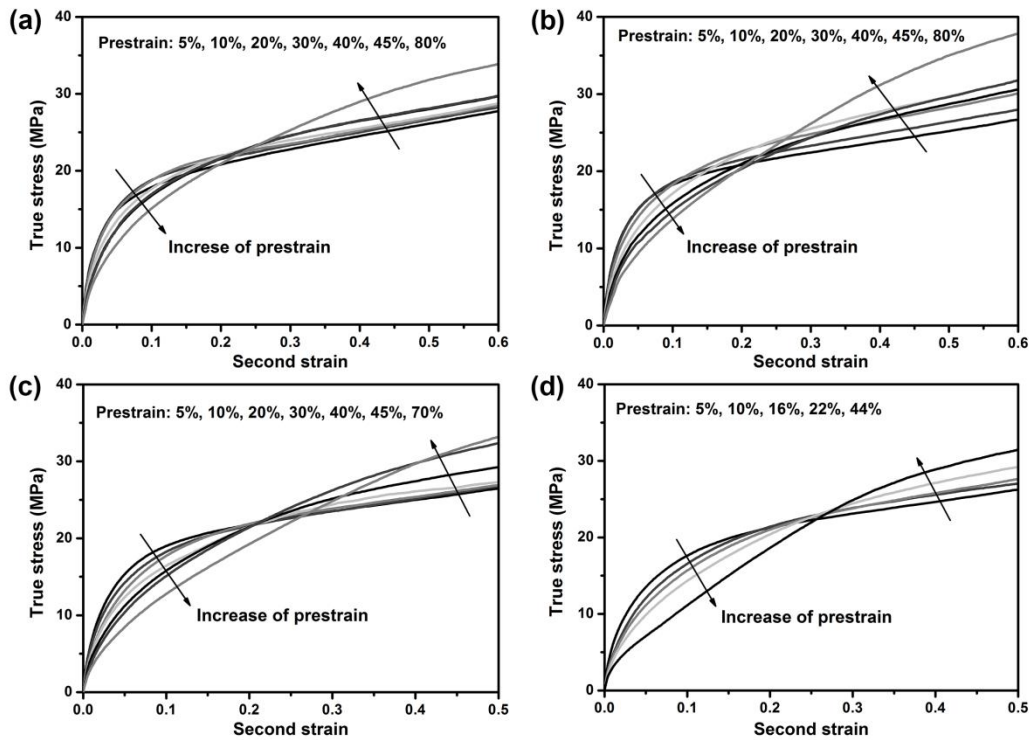 (a)
Prestrain: 5%, 10%, 20%, 30%, 40%, 45%, 80%
True stress (MPa)
40
30
20
10
0
Increse of prestrain
0.0 0.1 0.2 0.3 0.4 0.5 0.6
Second strain
(b)
Prestrain: 5%, 10%, 20%, 30%, 40%, 45%, 80%
True stress (MPa)
40
30
20
10
0
Increase of prestrain
0.0 0.1 0.2 0.3 0.4 0.5 0.6
Second strain
(c)
Prestrain: 5%, 10%, 20%, 30%, 40%, 45%, 70%
True stress (MPa)
40
30
20
10
0
Increase of prestrain
0.0 0.1 0.2 0.3 0.4 0.5
Second strain
(d)
Prestrain: 5%, 10%, 16%, 22%, 44%
True stress (MPa)
40
30
20
10
0
Increase of prestrain
0.0 0.1 0.2 0.3 0.4 0.5
Second strain